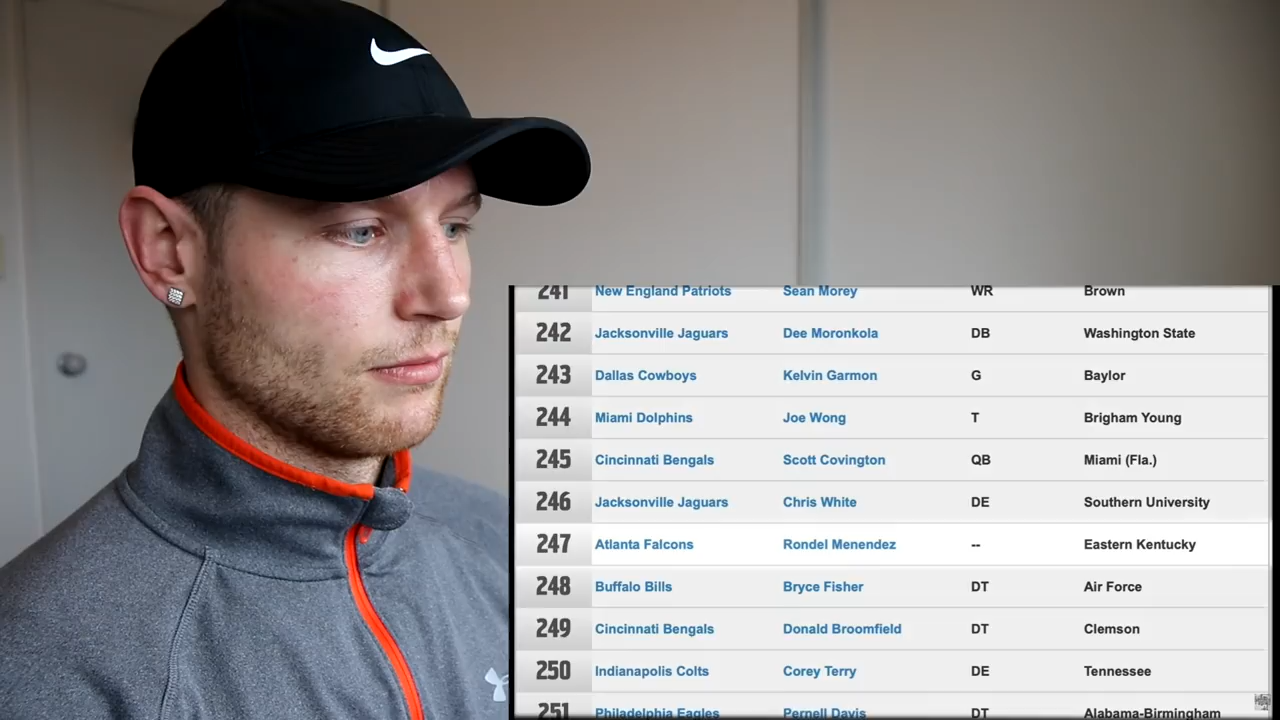 241 New England Patriots Sean Morey WR Brown
242 Jacksonville Jaguars Dee Moronkola DB Washington State
243 Dallas Cowboys Kelvin Garmon G Baylor
244 Miami Dolphins Joe Wong T Brigham Young
245 Cincinnati Bengals Scott Covington QB Miami (Fla.)
246 Jacksonville Jaguars Chris White DE Southern University
247 Atlanta Falcons Rondel Menendez -- Eastern Kentucky
248 Buffalo Bills Bryce Fisher DT Air Force
249 Cincinnati Bengals Donald Broomfield DT Clemson
250 Indianapolis Colts Corey Terry DE Tennessee
251 Philadelphia Eagles Pernell Davis DT Alabama-Birmingham